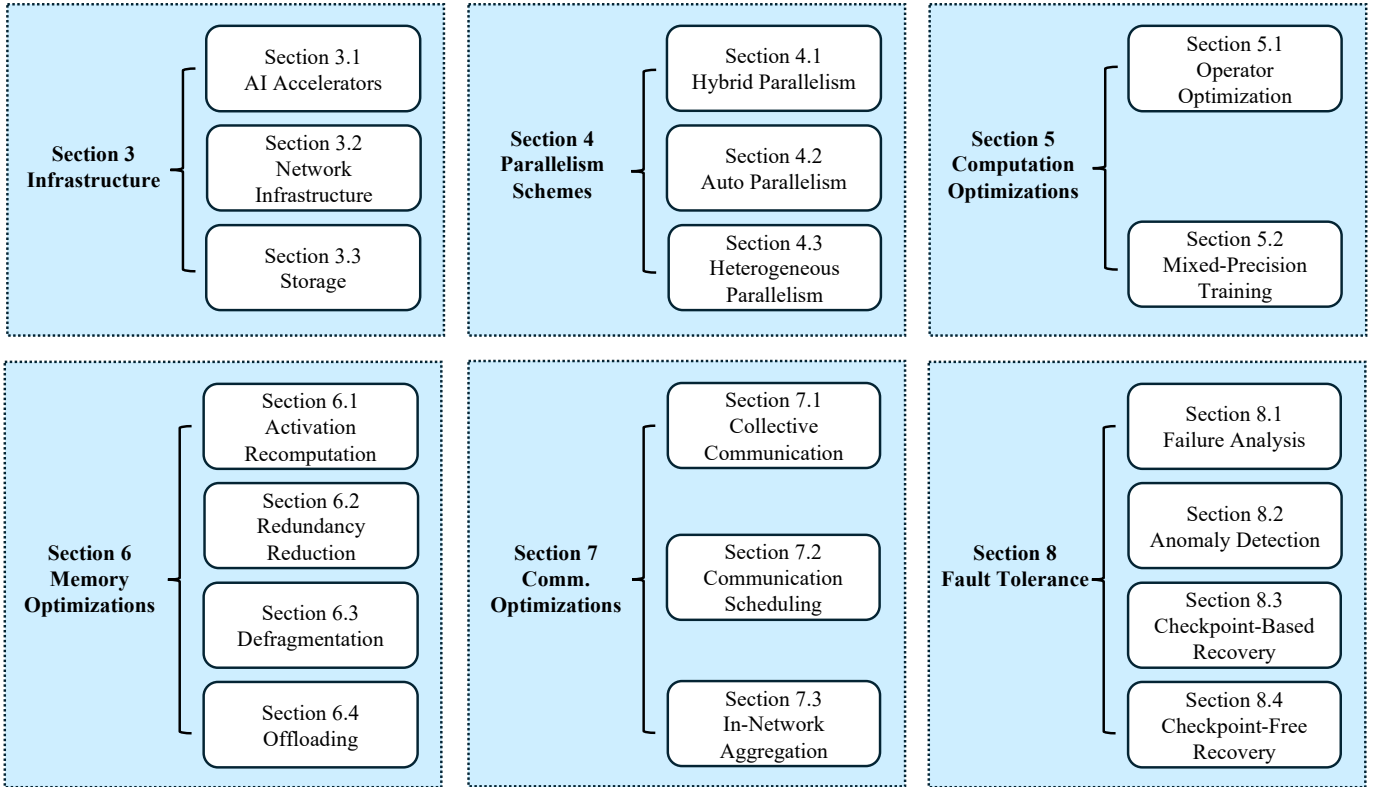 Section 3
Infrastructure
Section 3.1
AI Accelerators
Section 3.2
Network
Infrastructure
Section 3.3
Storage
Section 4
Parallelism
Schemes
Section 4.1
Hybrid Parallelism
Section 4.2
Auto Parallelism
Section 4.3
Heterogeneous
Parallelism
Section 5
Computation
Optimizations
Section 5.1
Operator
Optimization
Section 5.2
Mixed-Precision
Training
Section 6
Memory
Optimizations
Section 6.1
Activation
Recomputation
Section 6.2
Redundancy
Reduction
Section 6.3
Defragmentation
Section 6.4
Offloading
Section 7
Comm.
Optimizations
Section 7.1
Collective
Communication
Section 7.2
Communication
Scheduling
Section 7.3
In-Network
Aggregation
Section 8
Fault Tolerance
Section 8.1
Failure Analysis
Section 8.2
Anomaly Detection
Section 8.3
Checkpoint-Based
Recovery
Section 8.4
Checkpoint-Free
Recovery